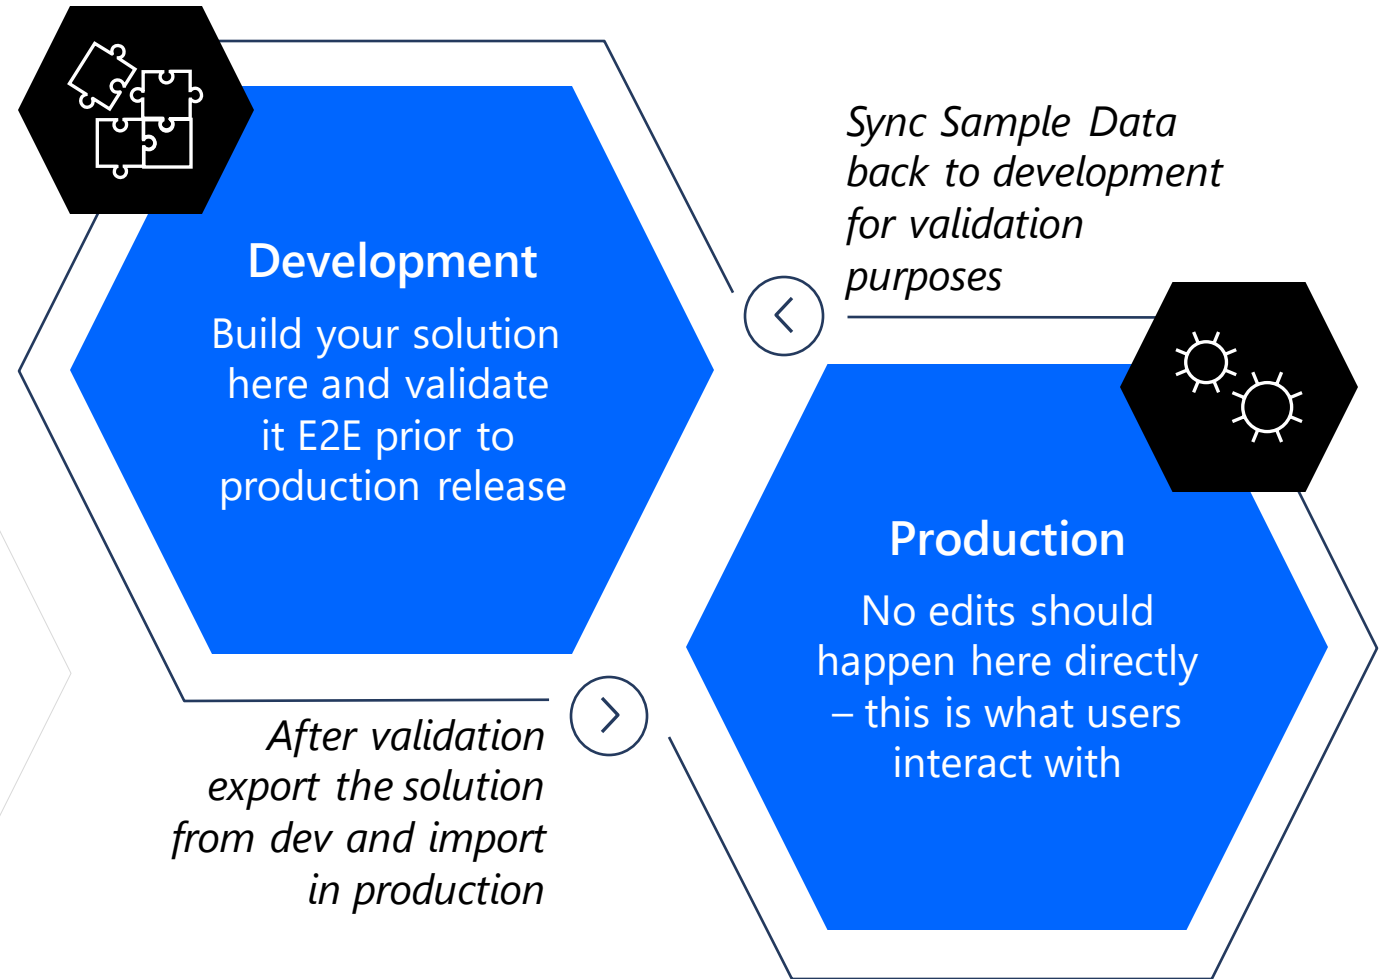 Development
Build your solution
here and validate
it E2E prior to
production release
Sync Sample Data
back to development
for validation
purposes
Production
No edits should
happen here directly
– this is what users
interact with
After validation
export the solution
from dev and import
in production